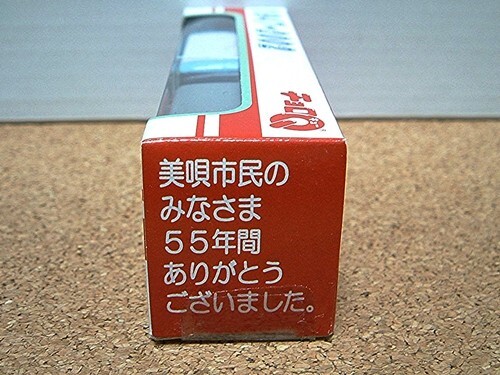 美唄市民の
みなさま
５５年間
ありがとう
ございました。